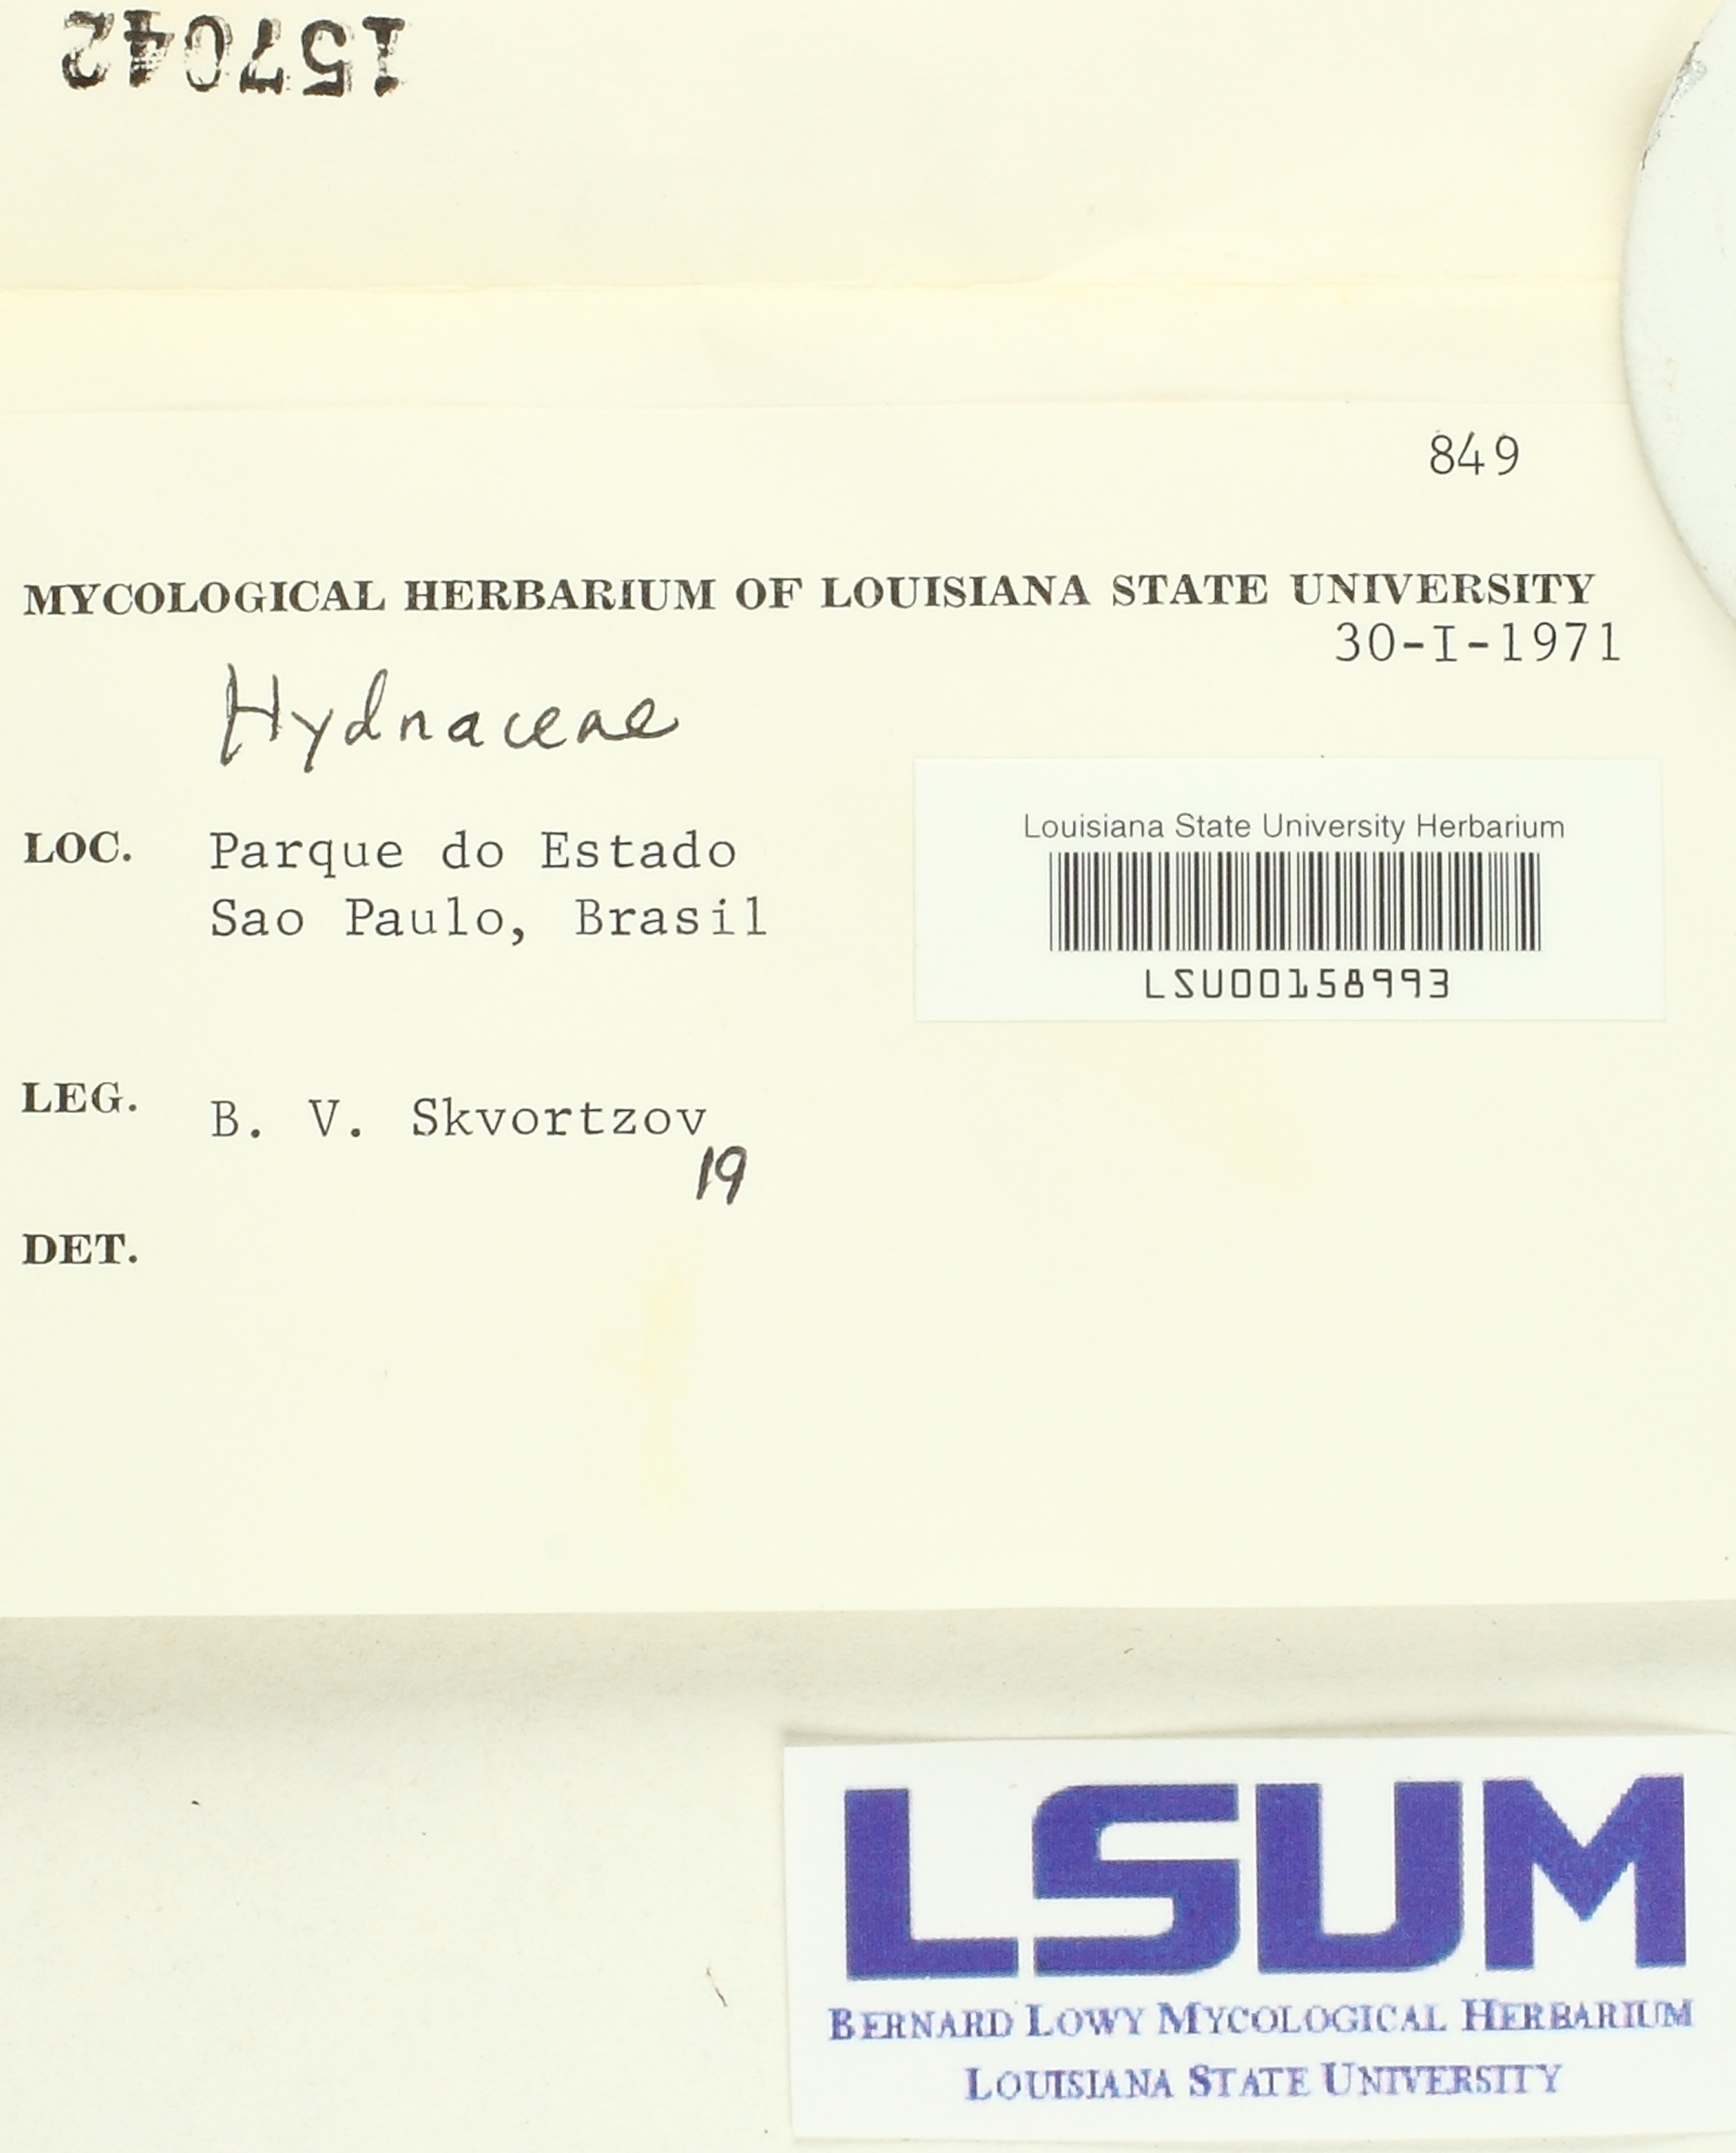 157042
849
MYCOLOGICAL HERBARIUM OF LOUISIANA STATE UNIVERSITY
30-I-1971
Hydnaceae
LOC. Parque do Estado
Sao Paulo, Brasil
Louisiana State University Herbarium
LSU00158993
LEG. B. V. Skvortzov
19
DET.
LSUM
BERNARD LOWY MYCOLOGICAL HERBARIUM
LOUISIANA STATE UNIVERSITY